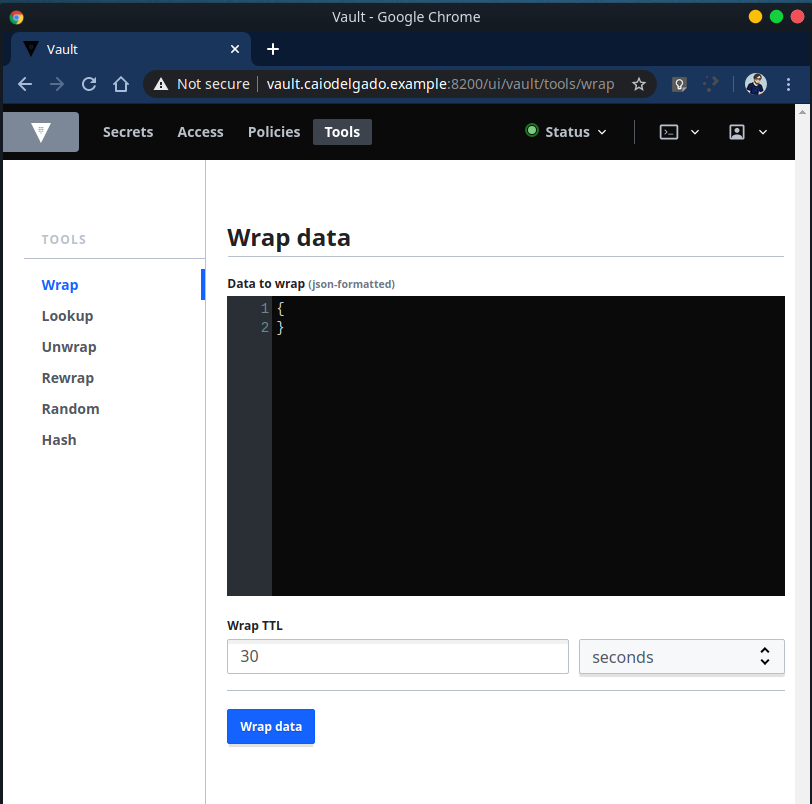 Vault - Google Chrome
Vault
Not secure vault.caiodelgado.example:8200/ui/vault/tools/wrap
Secrets Access Policies Tools Status
TOOLS
Wrap
Lookup
Unwrap
Rewrap
Random
Hash
Wrap data
Data to wrap (json-formatted)
1 {
2 }
Wrap TTL
30 seconds
Wrap data